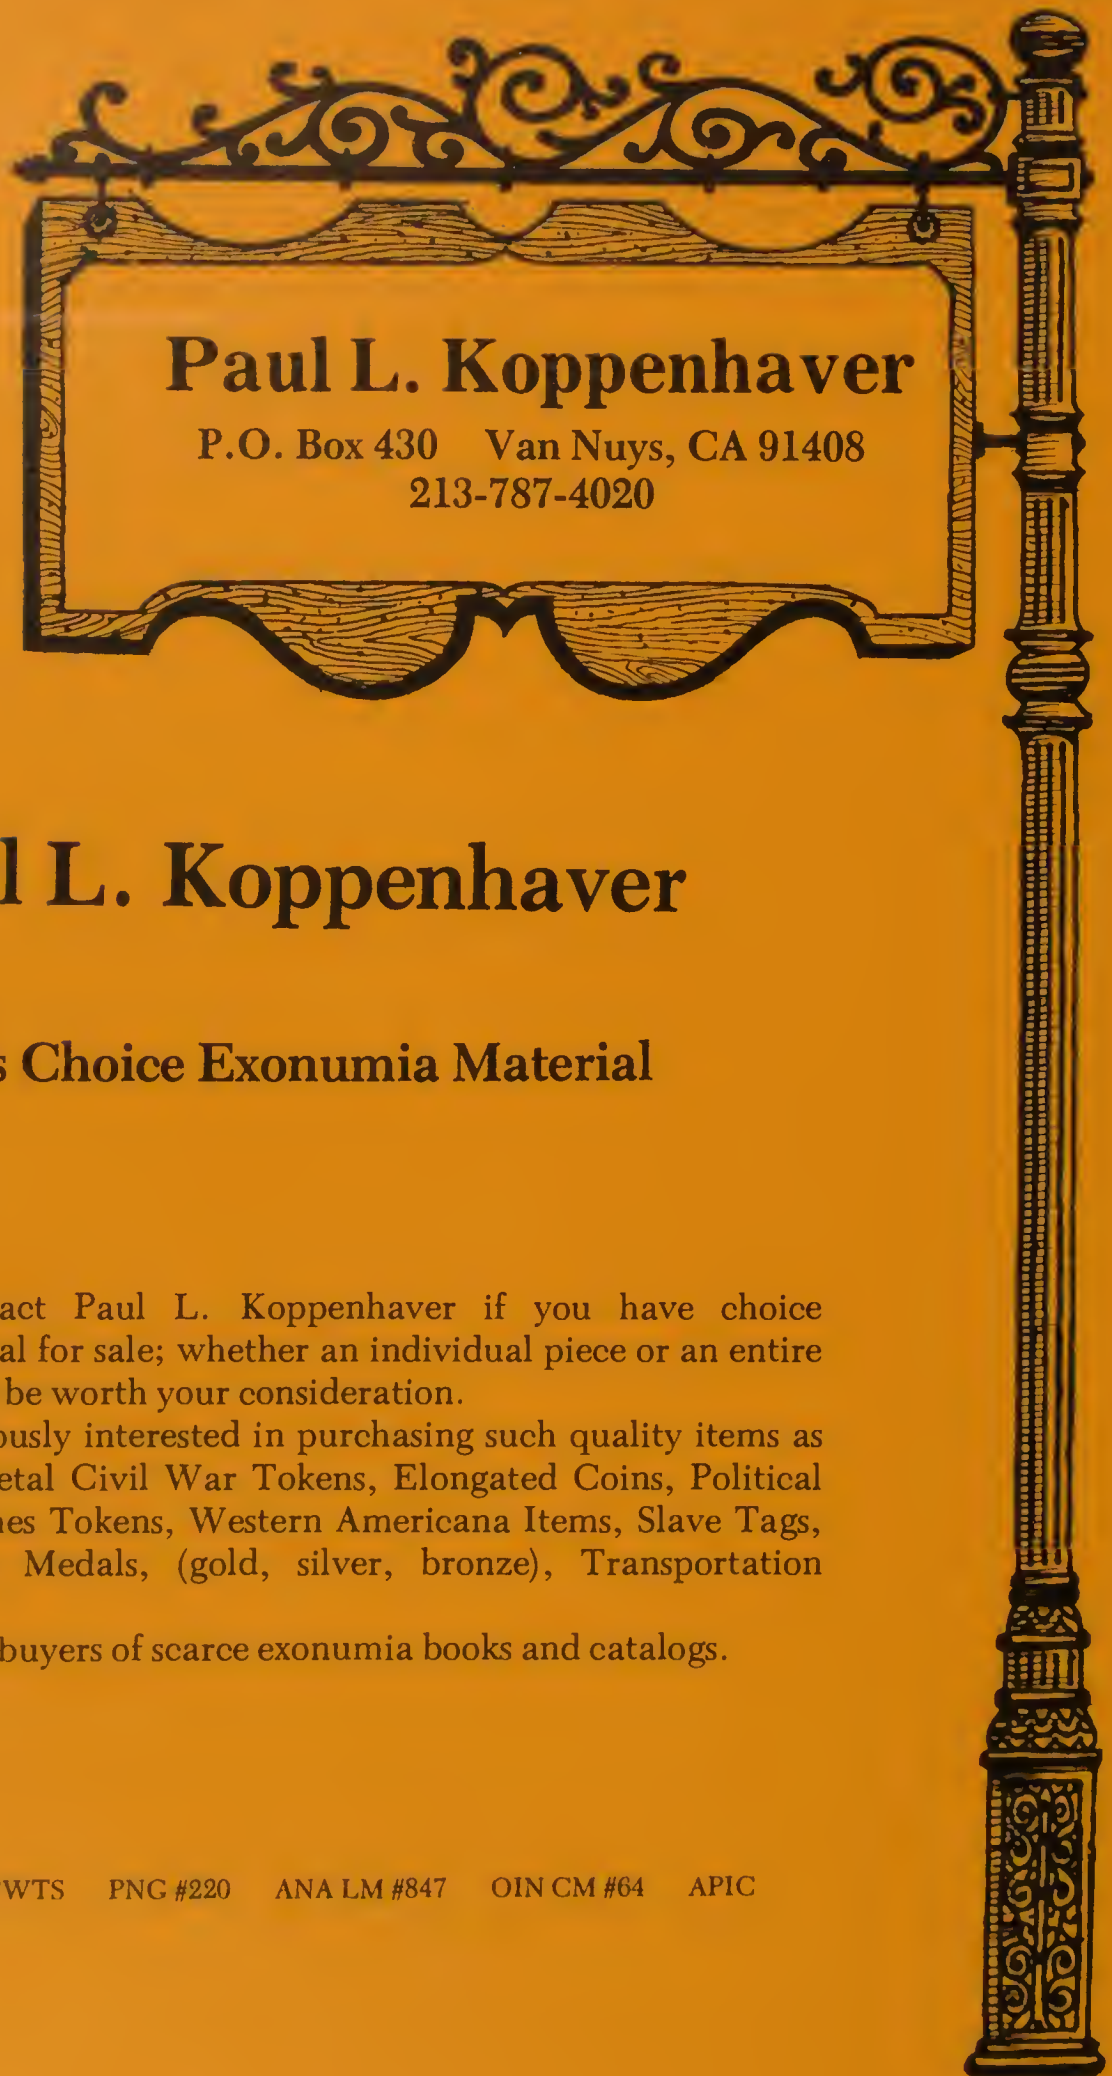 Paul L. Koppenhaver
P.O. Box 430 Van Nuys, CA 91408
213-787-4020
l L. Koppenhaver
s Choice Exonumia Material
act Paul L. Koppenhaver if you have choice
al for sale; whether an individual piece or an entire
be worth your consideration.
ously interested in purchasing such quality items as
etal Civil War Tokens, Elongated Coins, Political
nes Tokens, Western Americana Items, Slave Tags,
Medals, (gold, silver, bronze), Transportation
buyers of scarce exonumia books and catalogs.
WTS PNG #220 ANA LM #847 OIN CM #64 APIC